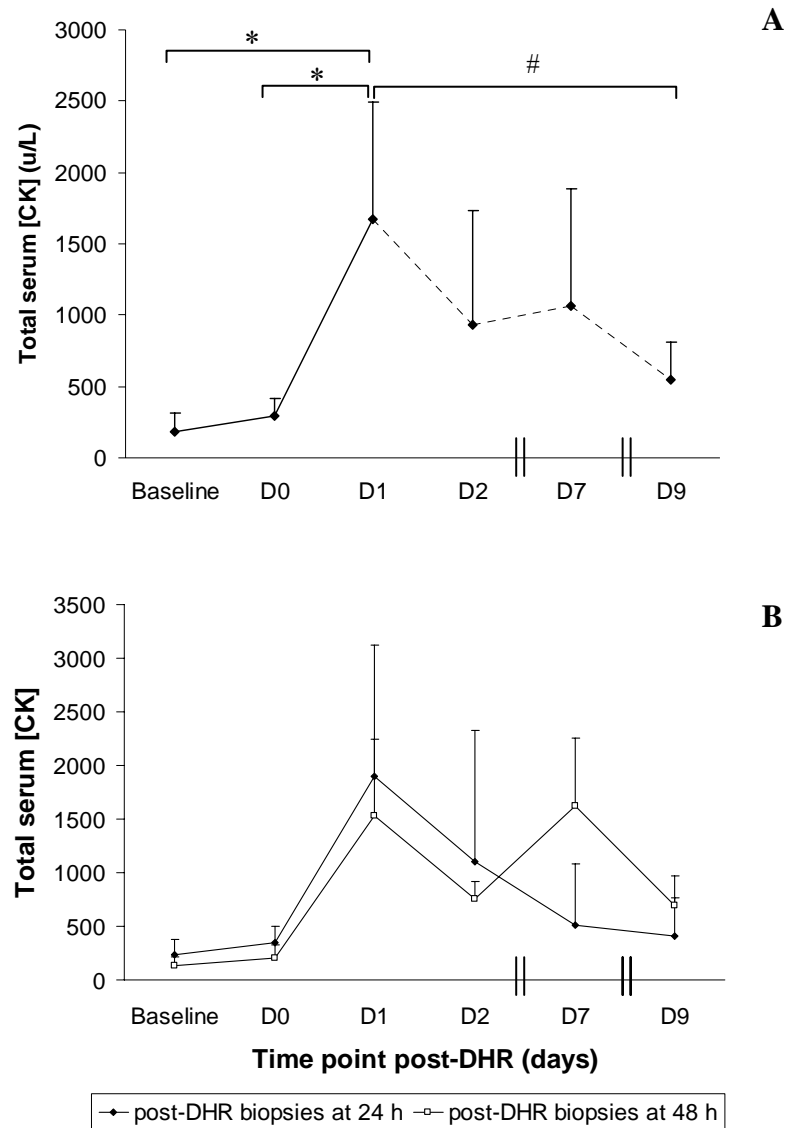 A
3000
2500
2000
1500
1000
500
0
Total serum [CK] (u/L)
*
*
#
Baseline D0 D1 D2 D7 D9
B
3500
3000
2500
2000
1500
1000
500
0
Total serum [CK]
Baseline D0 D1 D2 D7 D9
Time point post-DHR (days)
post-DHR biopsies at 24 h post-DHR biopsies at 48 h